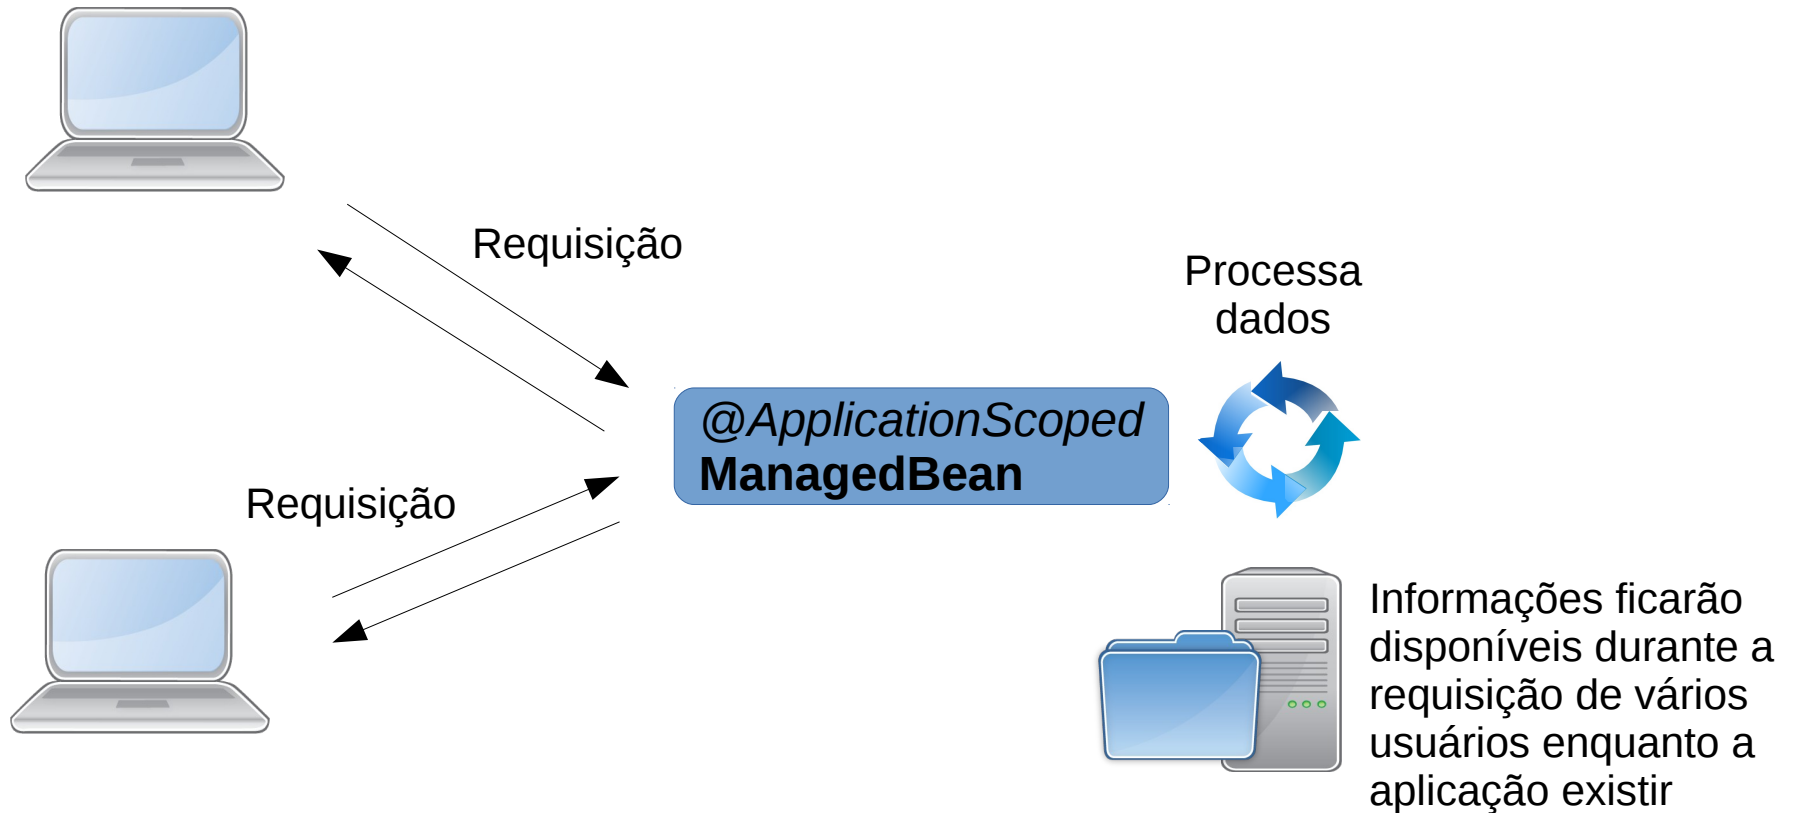 Requisição
Processa
dados
@ApplicationScoped
ManagedBean
Requisição
Informações ficarão
disponíveis durante a
requisição de vários
usuários enquanto a
aplicação existir